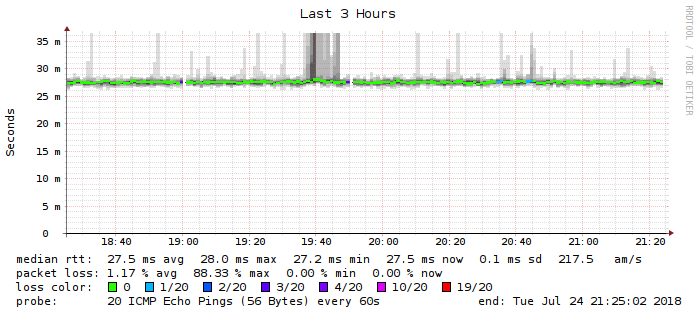 Last 3 Hours
RRDTOOL / TOBI OETIKER
Seconds
35 m
30 m
25 m
20 m
15 m
10 m
5 m
0
18:40 19:00 19:20 19:40 20:00 20:20 20:40 21:00 21:20
median rtt: 27.5 ms avg 28.0 ms max 27.2 ms min 27.5 ms now 0.1 ms sd 217.5 am/s
packet loss: 1.17 % avg 88.33 % max 0.00 % min 0.00 % now
loss color: 0 1/20 2/20 3/20 4/20 10/20 19/20
probe: 20 ICMP Echo Pings (56 Bytes) every 60s end: Tue Jul 24 21:25:02 2018